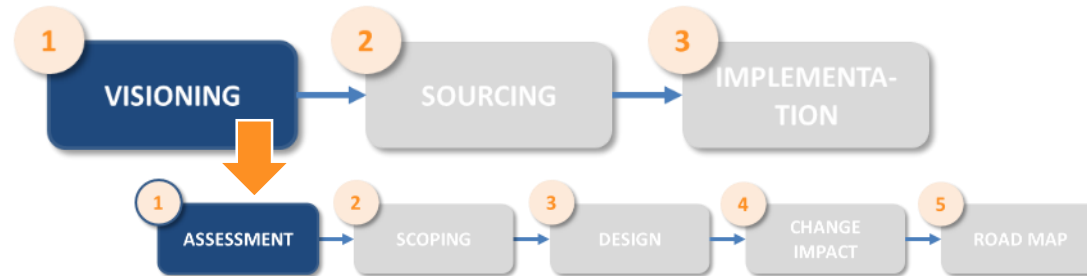 1
VISIONING
2
SOURCING
3
IMPLEMENTA-
TION
1
ASSESSMENT
2
SCOPING
3
DESIGN
4
CHANGE
IMPACT
5
ROAD MAP